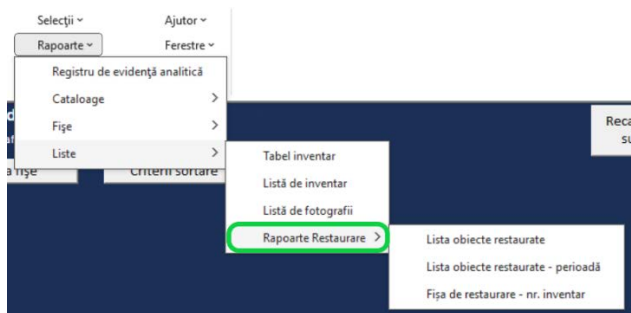 Selecții
Ajutor
Rapoarte
Ferestre
Registru de evidență analitică
Cataloage
Fișe
Liste
Criterii sortare
Tabel inventar
Listă de inventar
Listă de fotografii
Rapoarte Restaurare
Lista obiecte restaurate
Lista obiecte restaurate - perioadă
Fișa de restaurare - nr. inventar